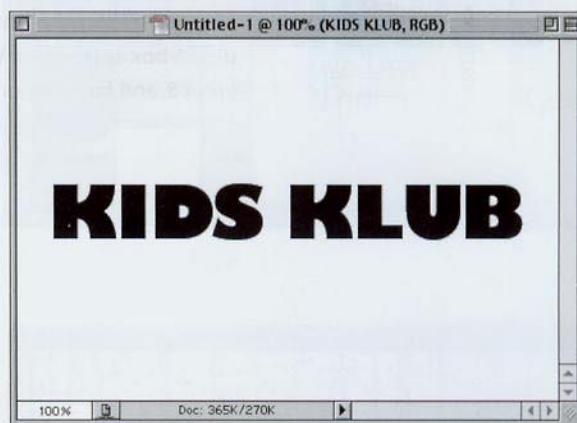 Untitled-1 @ 100% (KIDS KLUB, RGB)
KIDS KLUB
100%
Doc: 365K/270K